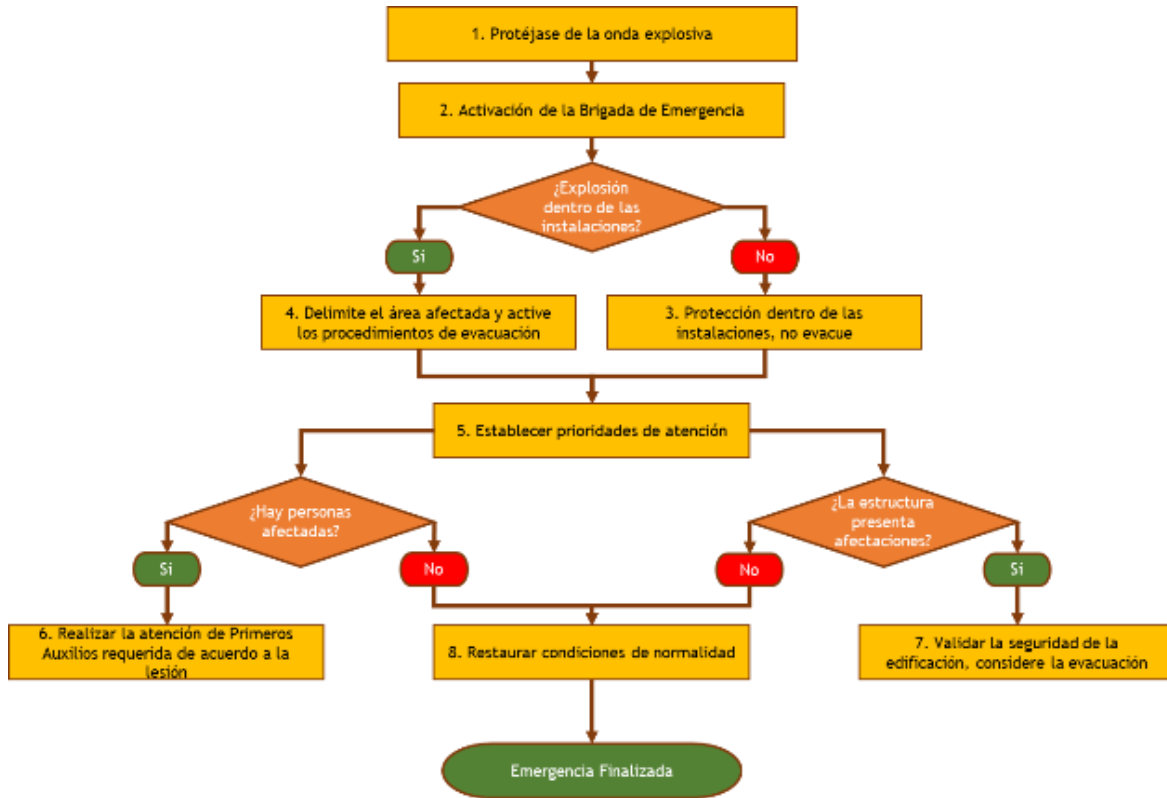 1. Protéjase de la onda explosiva
2. Activación de la Brigada de Emergencia
¿Explosión
dentro de las
instalaciones?
Si
No
4. Delimite el área afectada y active
los procedimientos de evacuación
3. Protección dentro de las
instalaciones, no evacue
5. Establecer prioridades de atención
¿Hay personas
afectadas?
¿La estructura
presenta
afectaciones?
Si
No
No
Si
6. Realizar la atención de Primeros
Auxilios requerida de acuerdo a la
lesión
8. Restaurar condiciones de normalidad
7. Validar la seguridad de la
edificación, considere la evacuación
Emergencia Finalizada